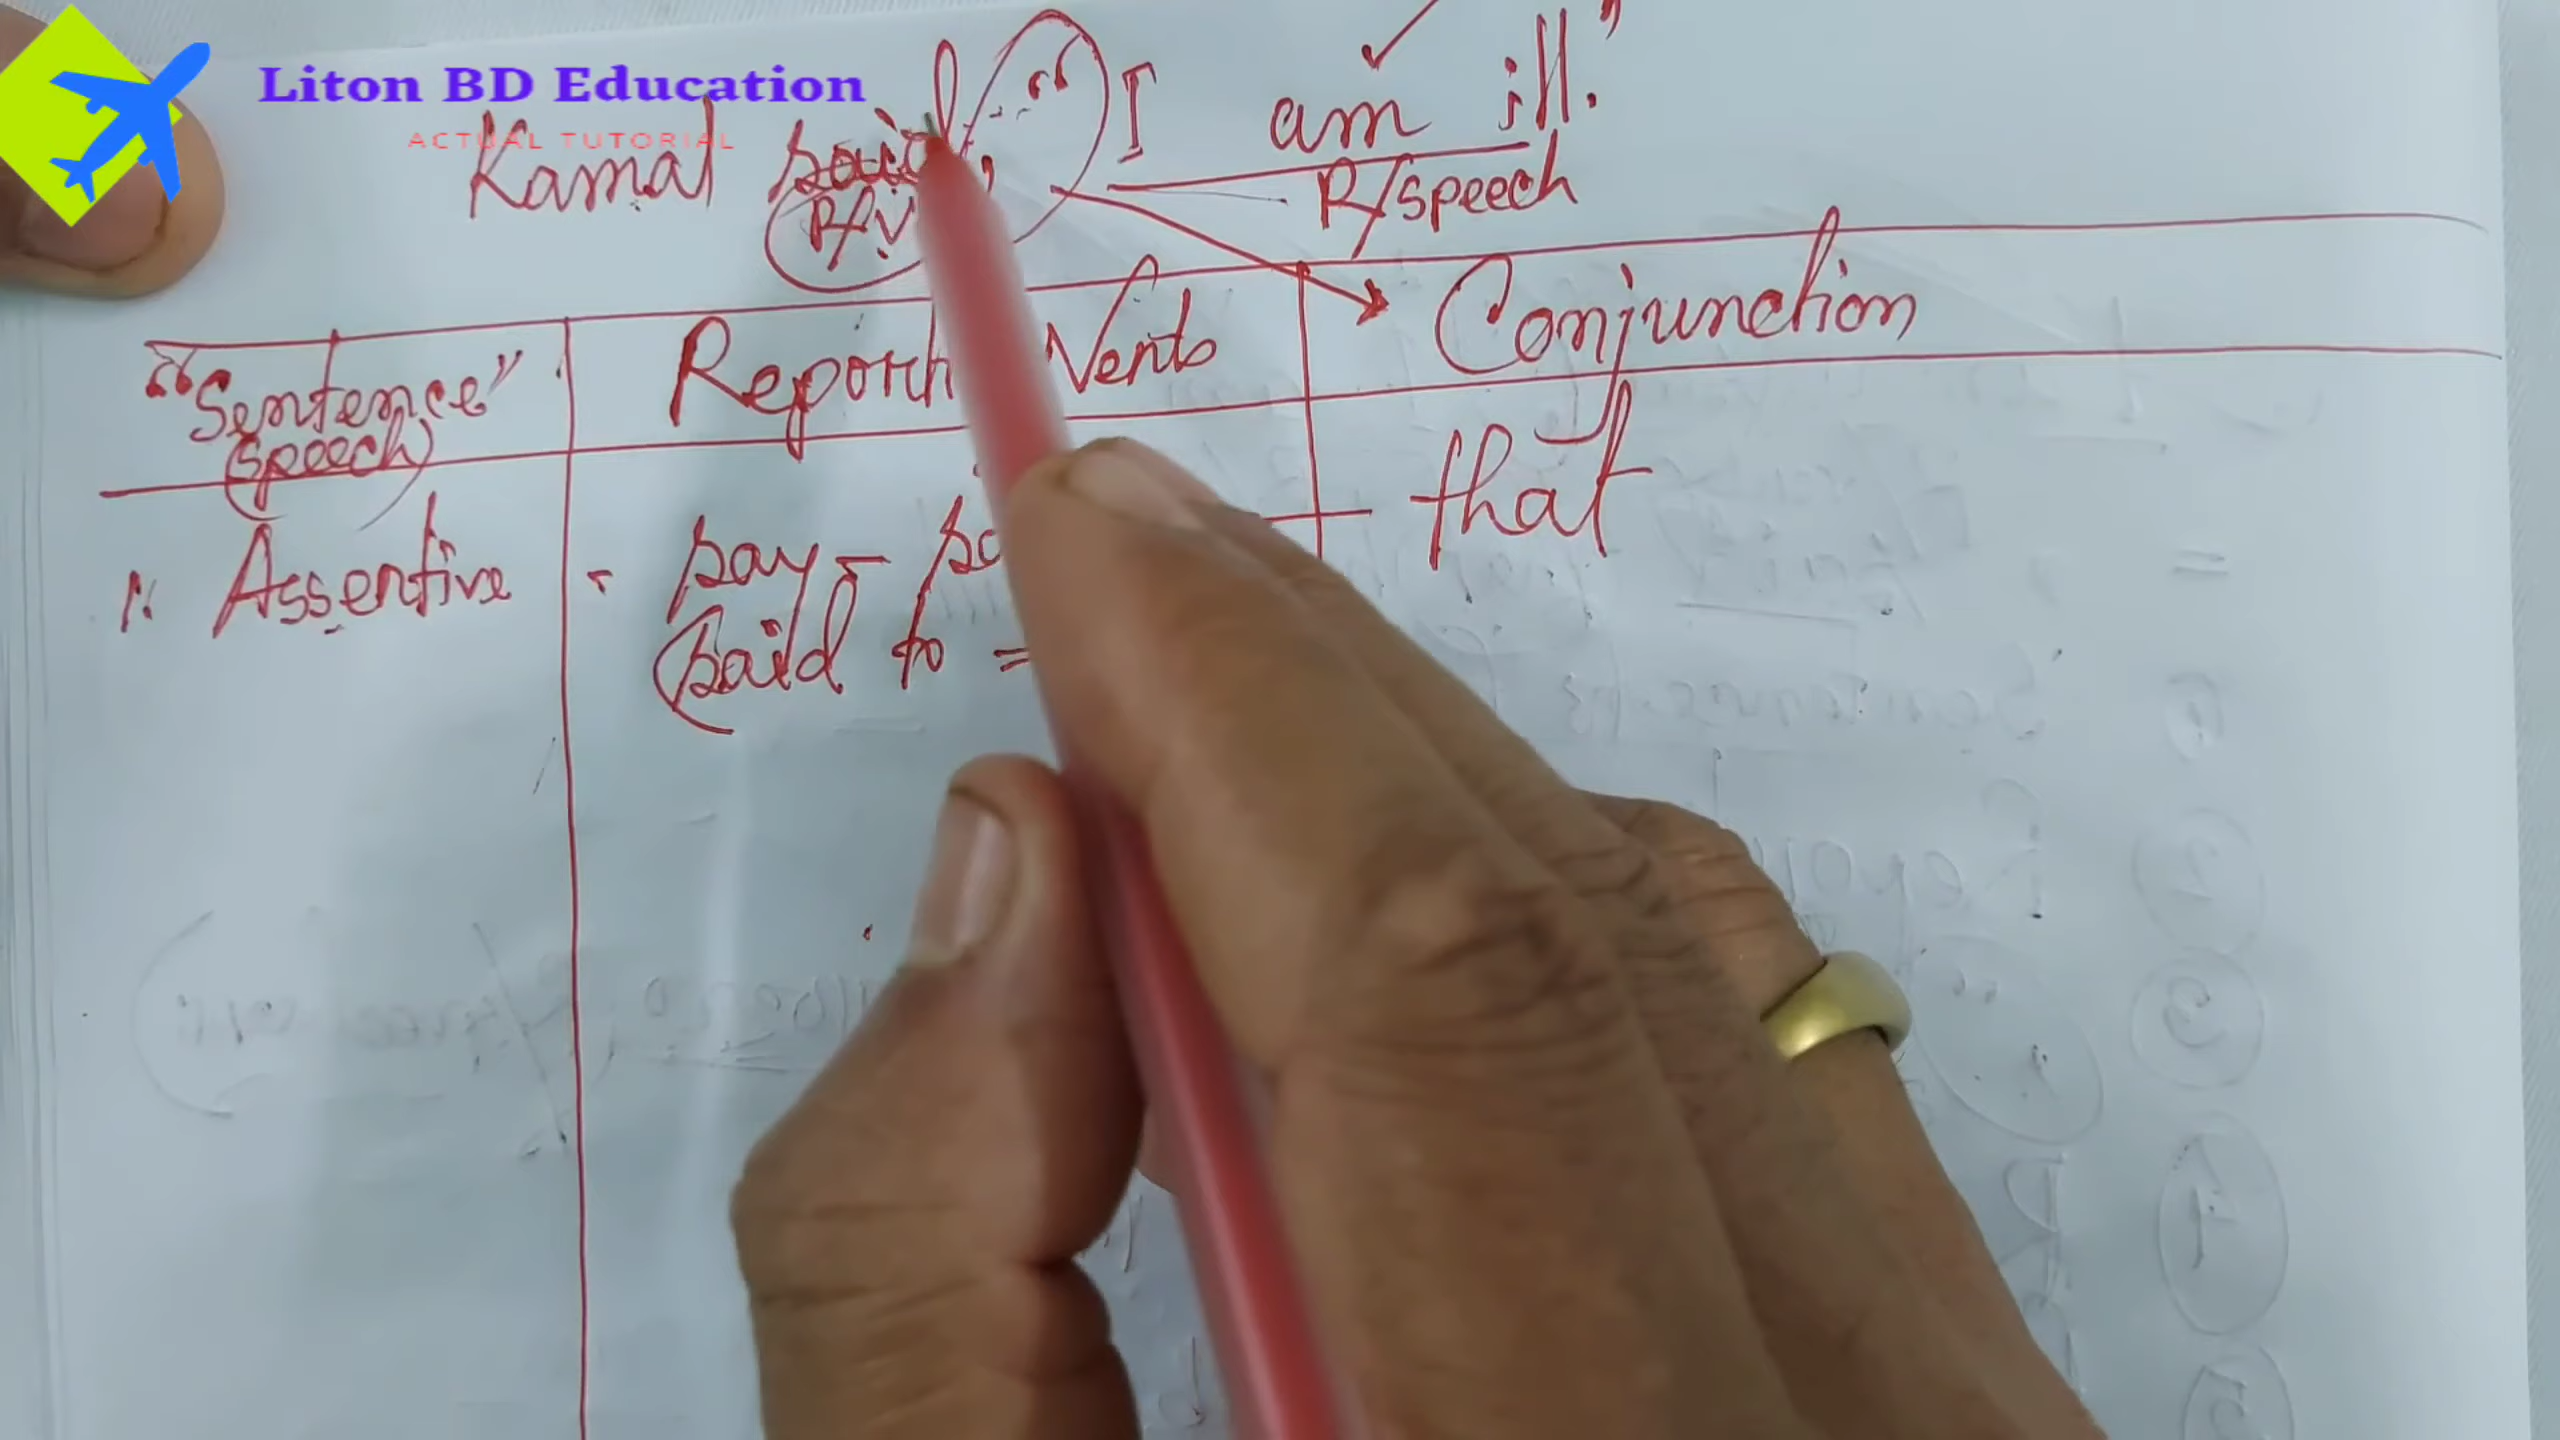 Liton BD Education
ACTUAL TUTORIAL
Kamal said, “I am ill.”
R/V
R/speech
“Sentence”
(speech)
Verb
Conjunction
1. Assertive - say -
that
(said to =